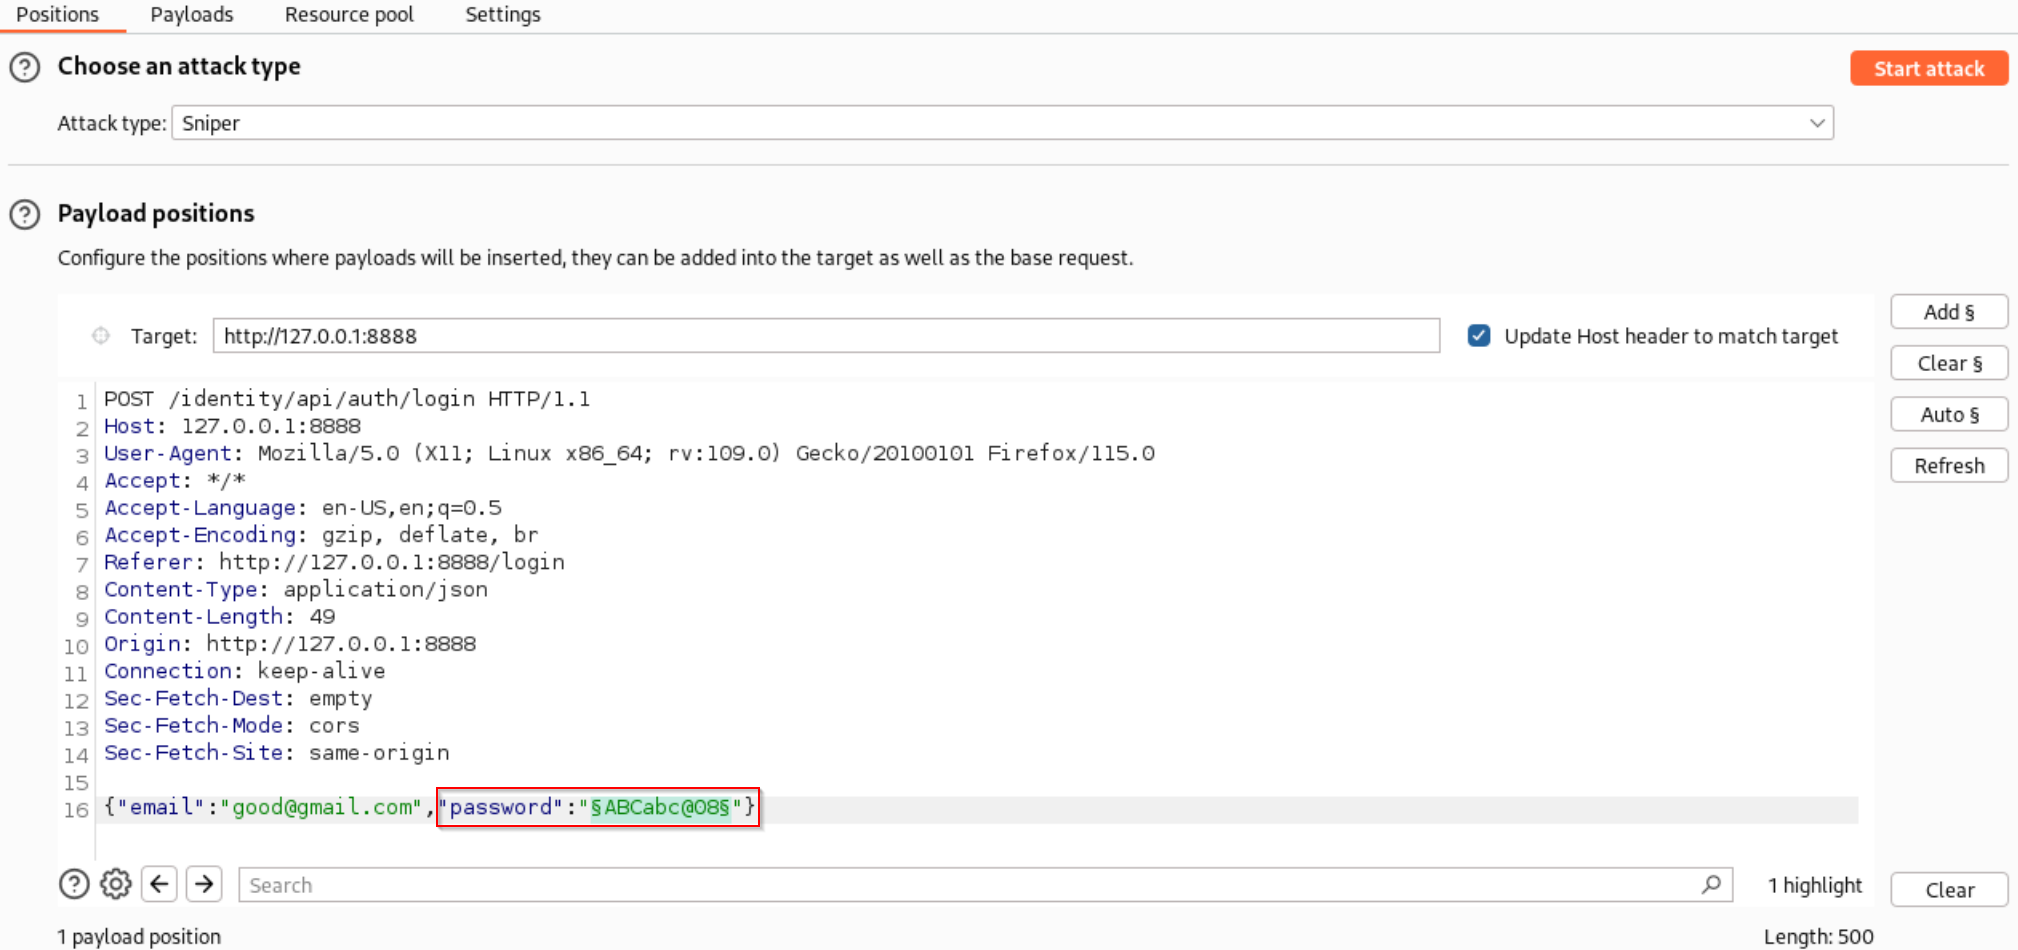 Positions Payloads Resource pool Settings
Choose an attack type
Start attack
Attack type: Sniper
Payload positions
Configure the positions where payloads will be inserted, they can be added into the target as well as the base request.
Add §
Target: http://127.0.0.1:8888 Update Host header to match target
Clear §
Auto §
Refresh
1 POST /identity/api/auth/login HTTP/1.1
2 Host: 127.0.0.1:8888
3 User-Agent: Mozilla/5.0 (X11; Linux x86_64; rv:109.0) Gecko/20100101 Firefox/115.0
4 Accept: */*
5 Accept-Language: en-US,en;q=0.5
6 Accept-Encoding: gzip, deflate, br
7 Referer: http://127.0.0.1:8888/login
8 Content-Type: application/json
9 Content-Length: 49
10 Origin: http://127.0.0.1:8888
11 Connection: keep-alive
12 Sec-Fetch-Dest: empty
13 Sec-Fetch-Mode: cors
14 Sec-Fetch-Site: same-origin
15
16 {"email":"good@gmail.com","password":"§ABCabc@08§"}
Search 1 highlight Clear
1 payload position Length: 500